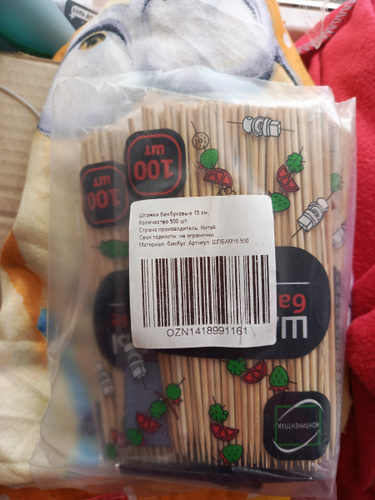 100
ШТ
100
ШТ
Шпажки бамбуковые 15 см.
Количество 500 шт.
Страна производитель: Китай
Срок годности: не ограничен
Материал: бамбук. Артикул: ШПБАМ15-500
OZN1418991161
КОНТИНЕНТПАК